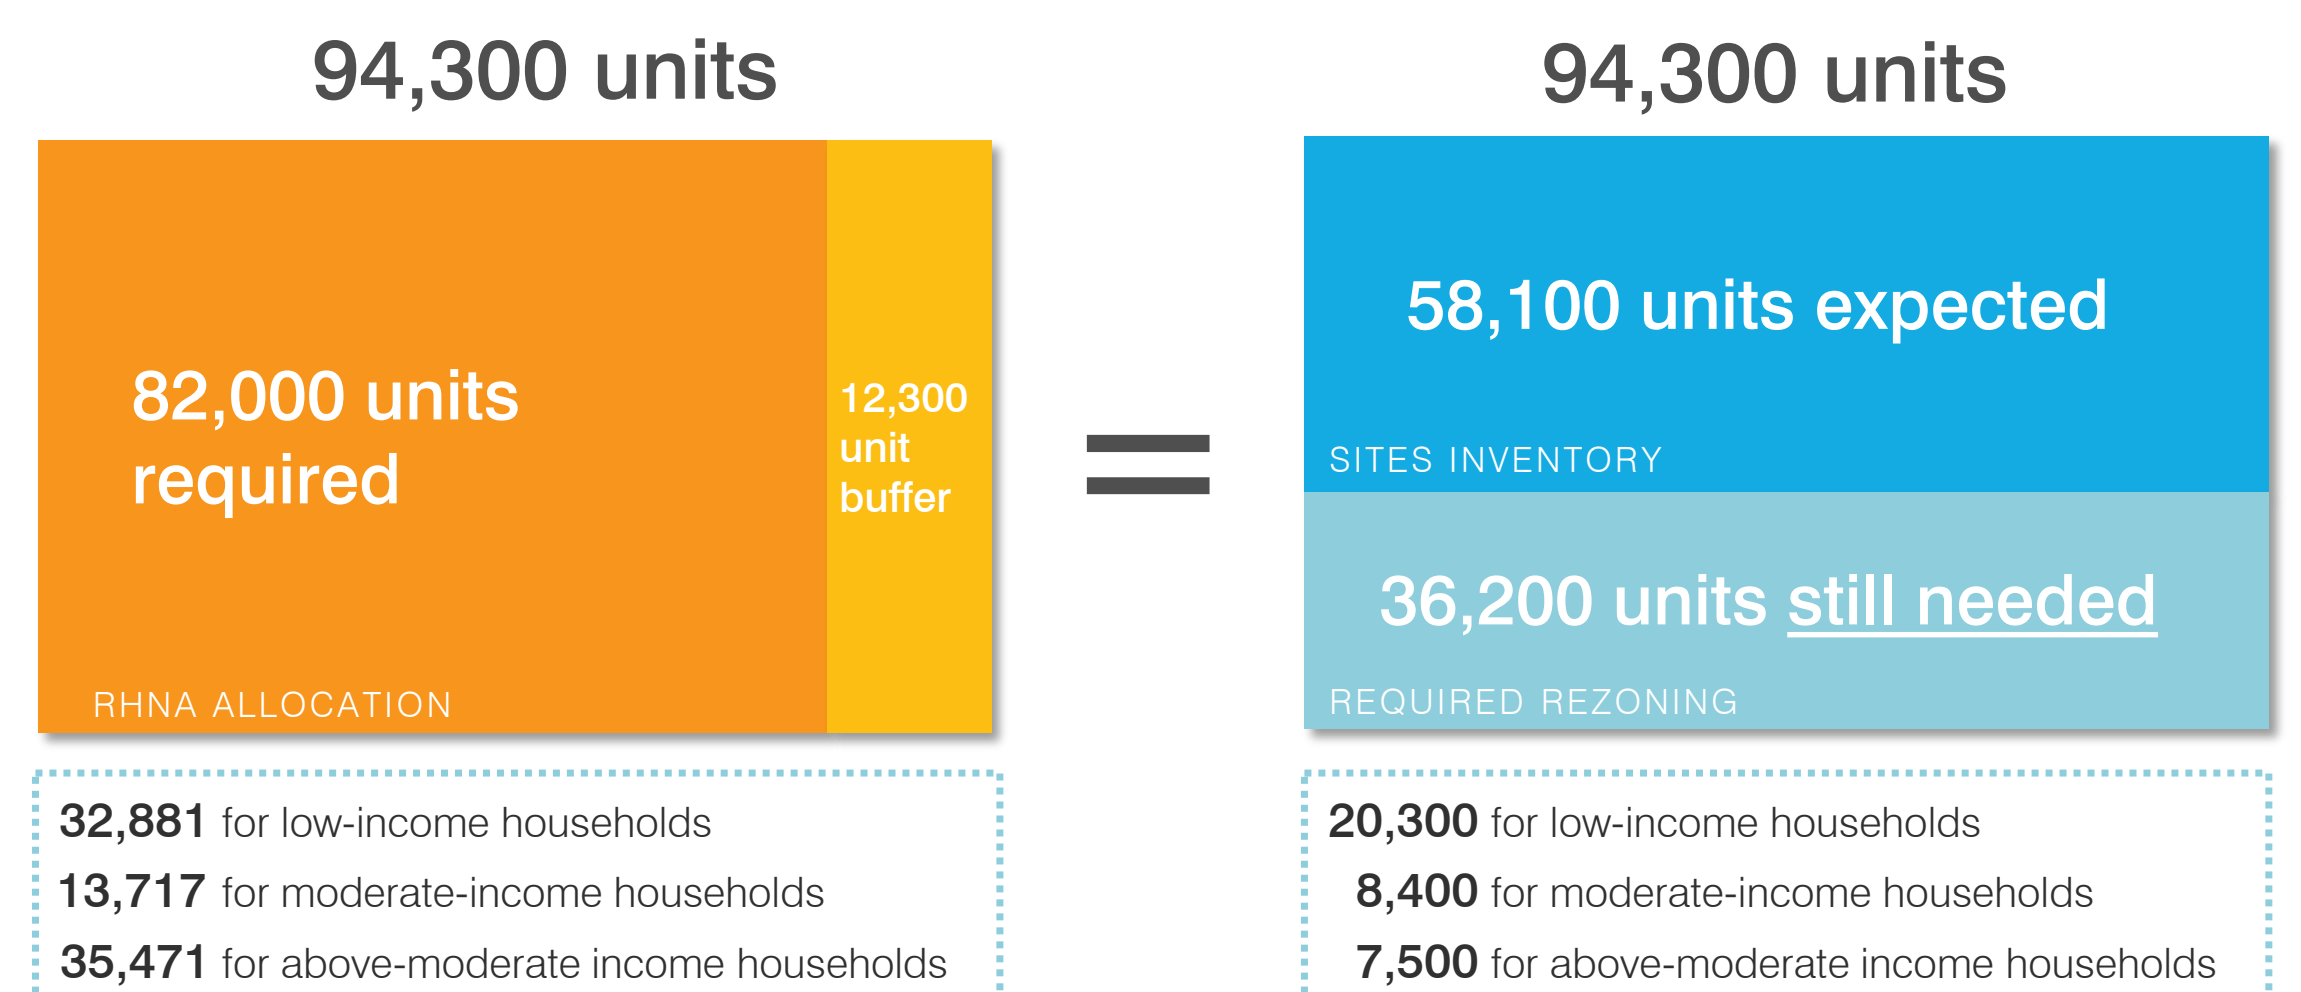 94,300 units
82,000 units
required
RHNA ALLOCATION
12,300
unit
buffer
=
94,300 units
58,100 units expected
SITES INVENTORY
36,200 units still needed
REQUIRED REZONING
32,881 for low-income households
13,717 for moderate-income households
35,471 for above-moderate income households
20,300 for low-income households
8,400 for moderate-income households
7,500 for above-moderate income households